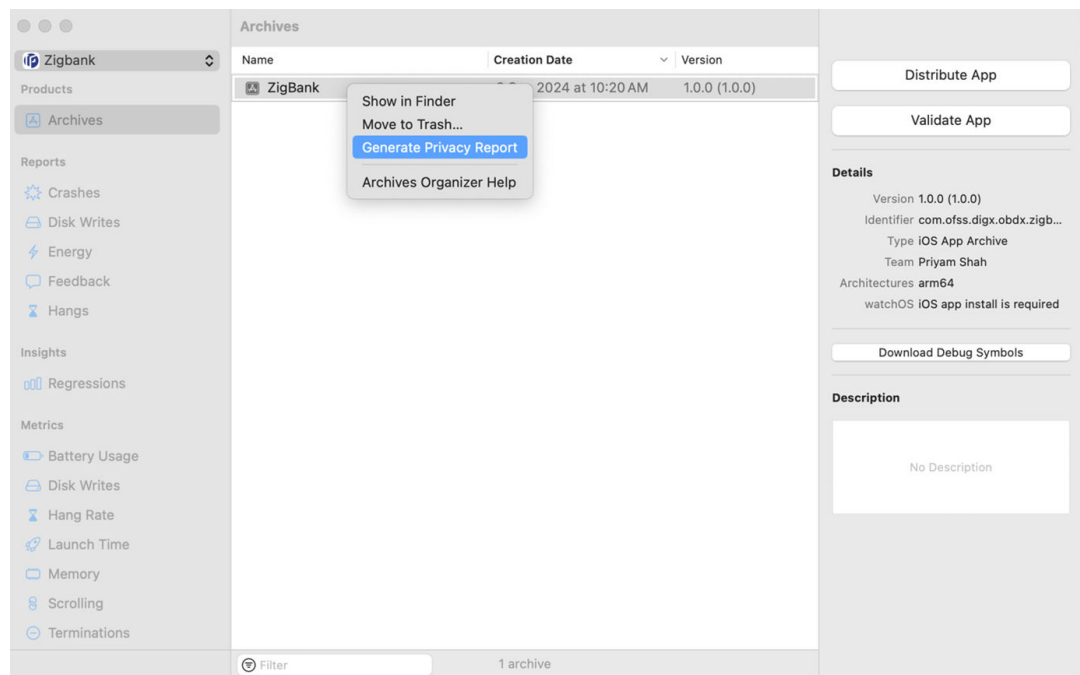 Archives
Zigbank
Name Creation Date Version
Products
ZigBank 2024 at 10:20 AM 1.0.0 (1.0.0)
Archives
Show in Finder
Move to Trash...
Generate Privacy Report
Archives Organizer Help
Reports
Crashes
Disk Writes
Energy
Feedback
Hangs
Insights
Regressions
Metrics
Battery Usage
Disk Writes
Hang Rate
Launch Time
Memory
Scrolling
Terminations
Filter
1 archive
Distribute App
Validate App
Details
Version 1.0.0 (1.0.0)
Identifier com.ofss.digx.obdx.zigb...
Type iOS App Archive
Team Priyam Shah
Architectures arm64
watchOS iOS app install is required
Download Debug Symbols
Description
No Description